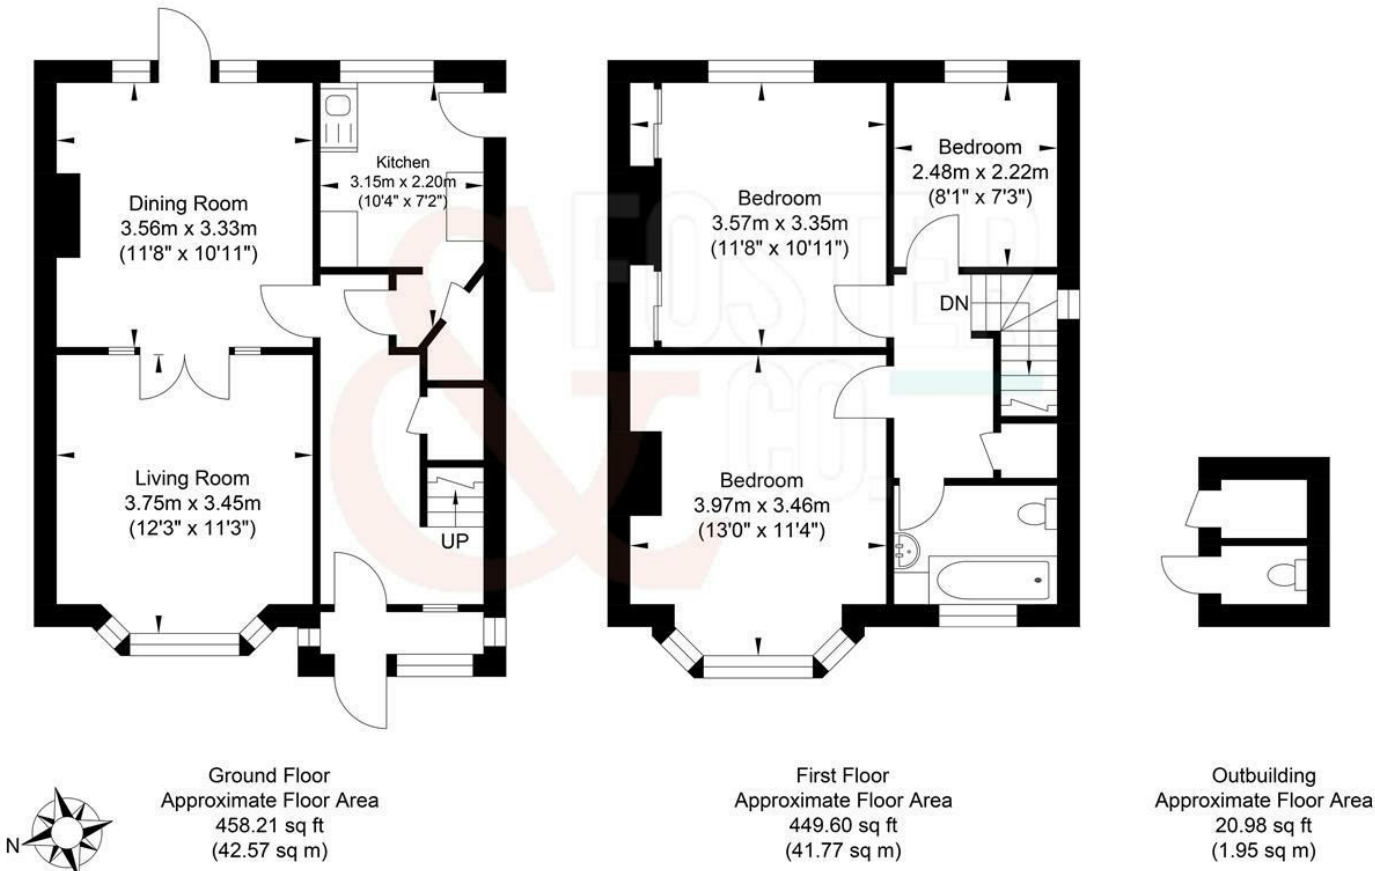 Dining Room
3.56m x 3.33m
(11'8" x 10'11")
Kitchen
3.15m x 2.20m
(10'4" x 7'2")
Living Room
3.75m x 3.45m
(12'3" x 11'3")
UP
Bedroom
3.57m x 3.35m
(11'8" x 10'11")
Bedroom
2.48m x 2.22m
(8'1" x 7'3")
DN
Bedroom
3.97m x 3.46m
(13'0" x 11'4")
& FOSTER
CO.
N
Ground Floor
Approximate Floor Area
458.21 sq ft
(42.57 sq m)
First Floor
Approximate Floor Area
449.60 sq ft
(41.77 sq m)
Outbuilding
Approximate Floor Area
20.98 sq ft
(1.95 sq m)